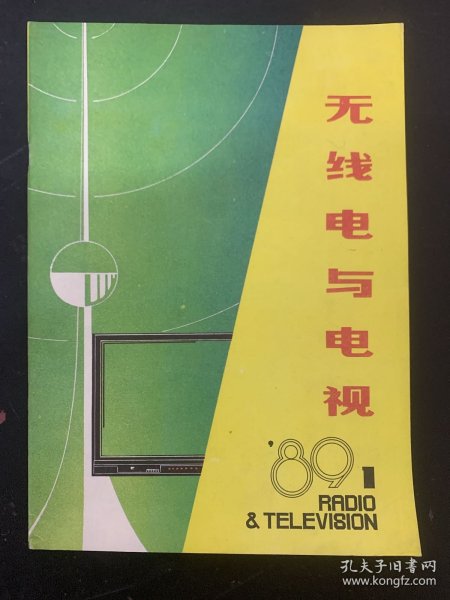 无线电与电视
'89.1
RADIO
& TELEVISION
孔夫子旧书网
www.kongfz.com